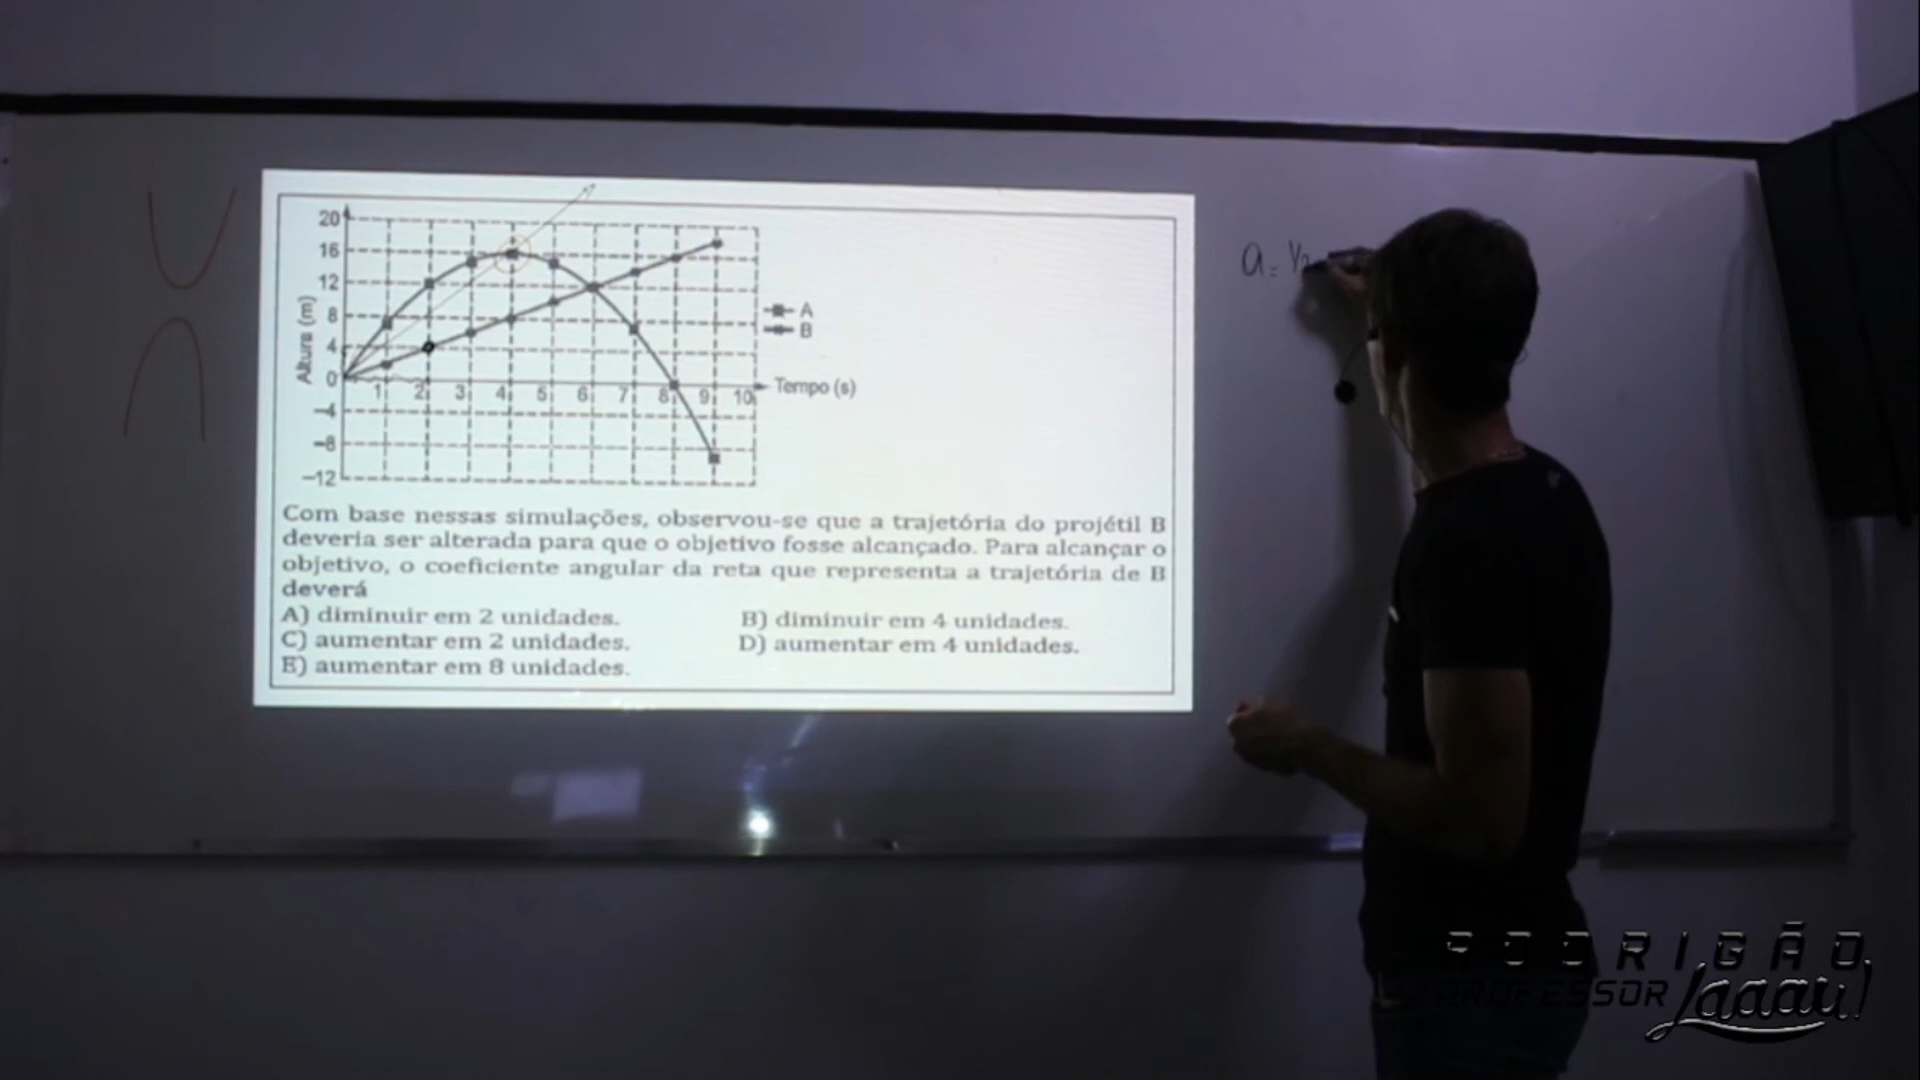 20
16
12
8
4
0
-4
-8
-12
Altura (m)
1 2 3 4 5 6 7 8 9 10
Tempo (s)
A
B
Com base nessas simulações, observou-se que a trajetória do projétil B
deveria ser alterada para que o objetivo fosse alcançado. Para alcançar o
objetivo, o coeficiente angular da reta que representa a trajetória de B
deverá
A) diminuir em 2 unidades. B) diminuir em 4 unidades.
C) aumentar em 2 unidades. D) aumentar em 4 unidades.
E) aumentar em 8 unidades.
a = y
RODRIGÃO
PROFESSOR Laaau!